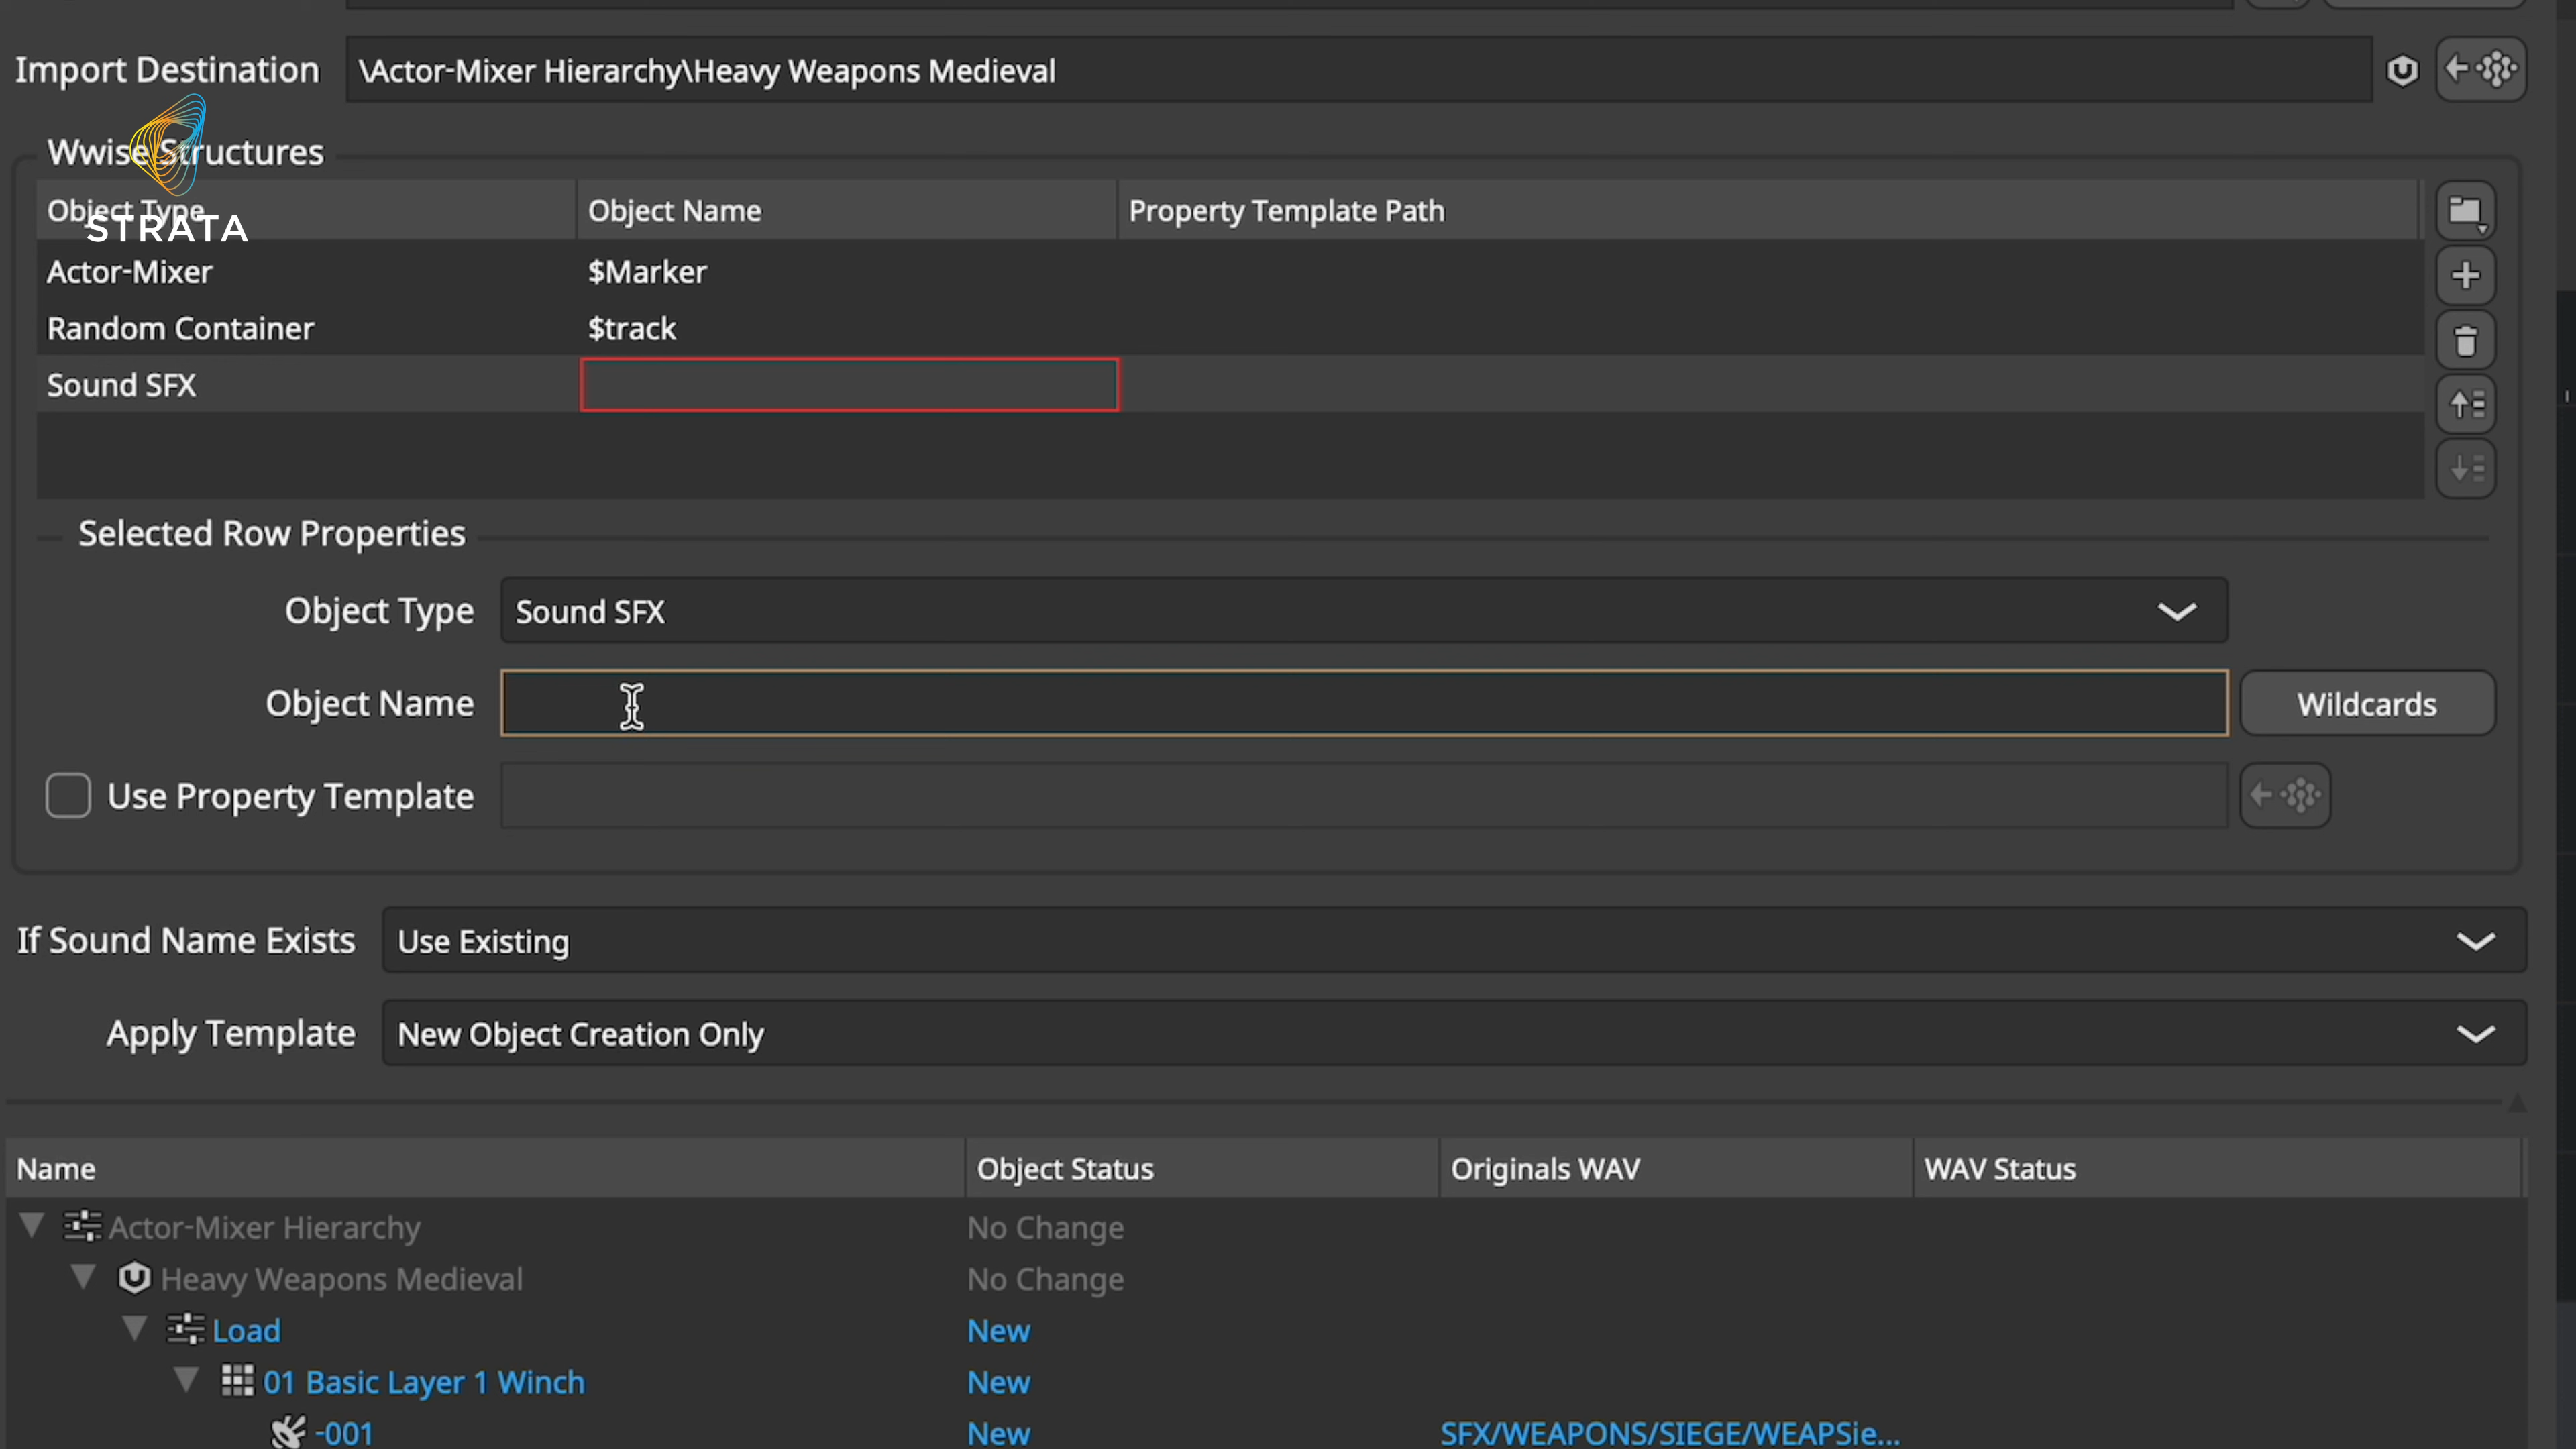 Import Destination \Actor-Mixer Hierarchy\Heavy Weapons Medieval
Wwise Structures
STRATA
Object Type Object Name Property Template Path
Actor-Mixer $Marker
Random Container $track
Sound SFX
Selected Row Properties
Object Type Sound SFX
Object Name Wildcards
Use Property Template
If Sound Name Exists Use Existing
Apply Template New Object Creation Only
Name Object Status Originals WAV WAV Status
Actor-Mixer Hierarchy No Change
Heavy Weapons Medieval No Change
Load New
01 Basic Layer 1 Winch New
-001 New SFX/WEAPONS/SIEGE/WEAPSie...